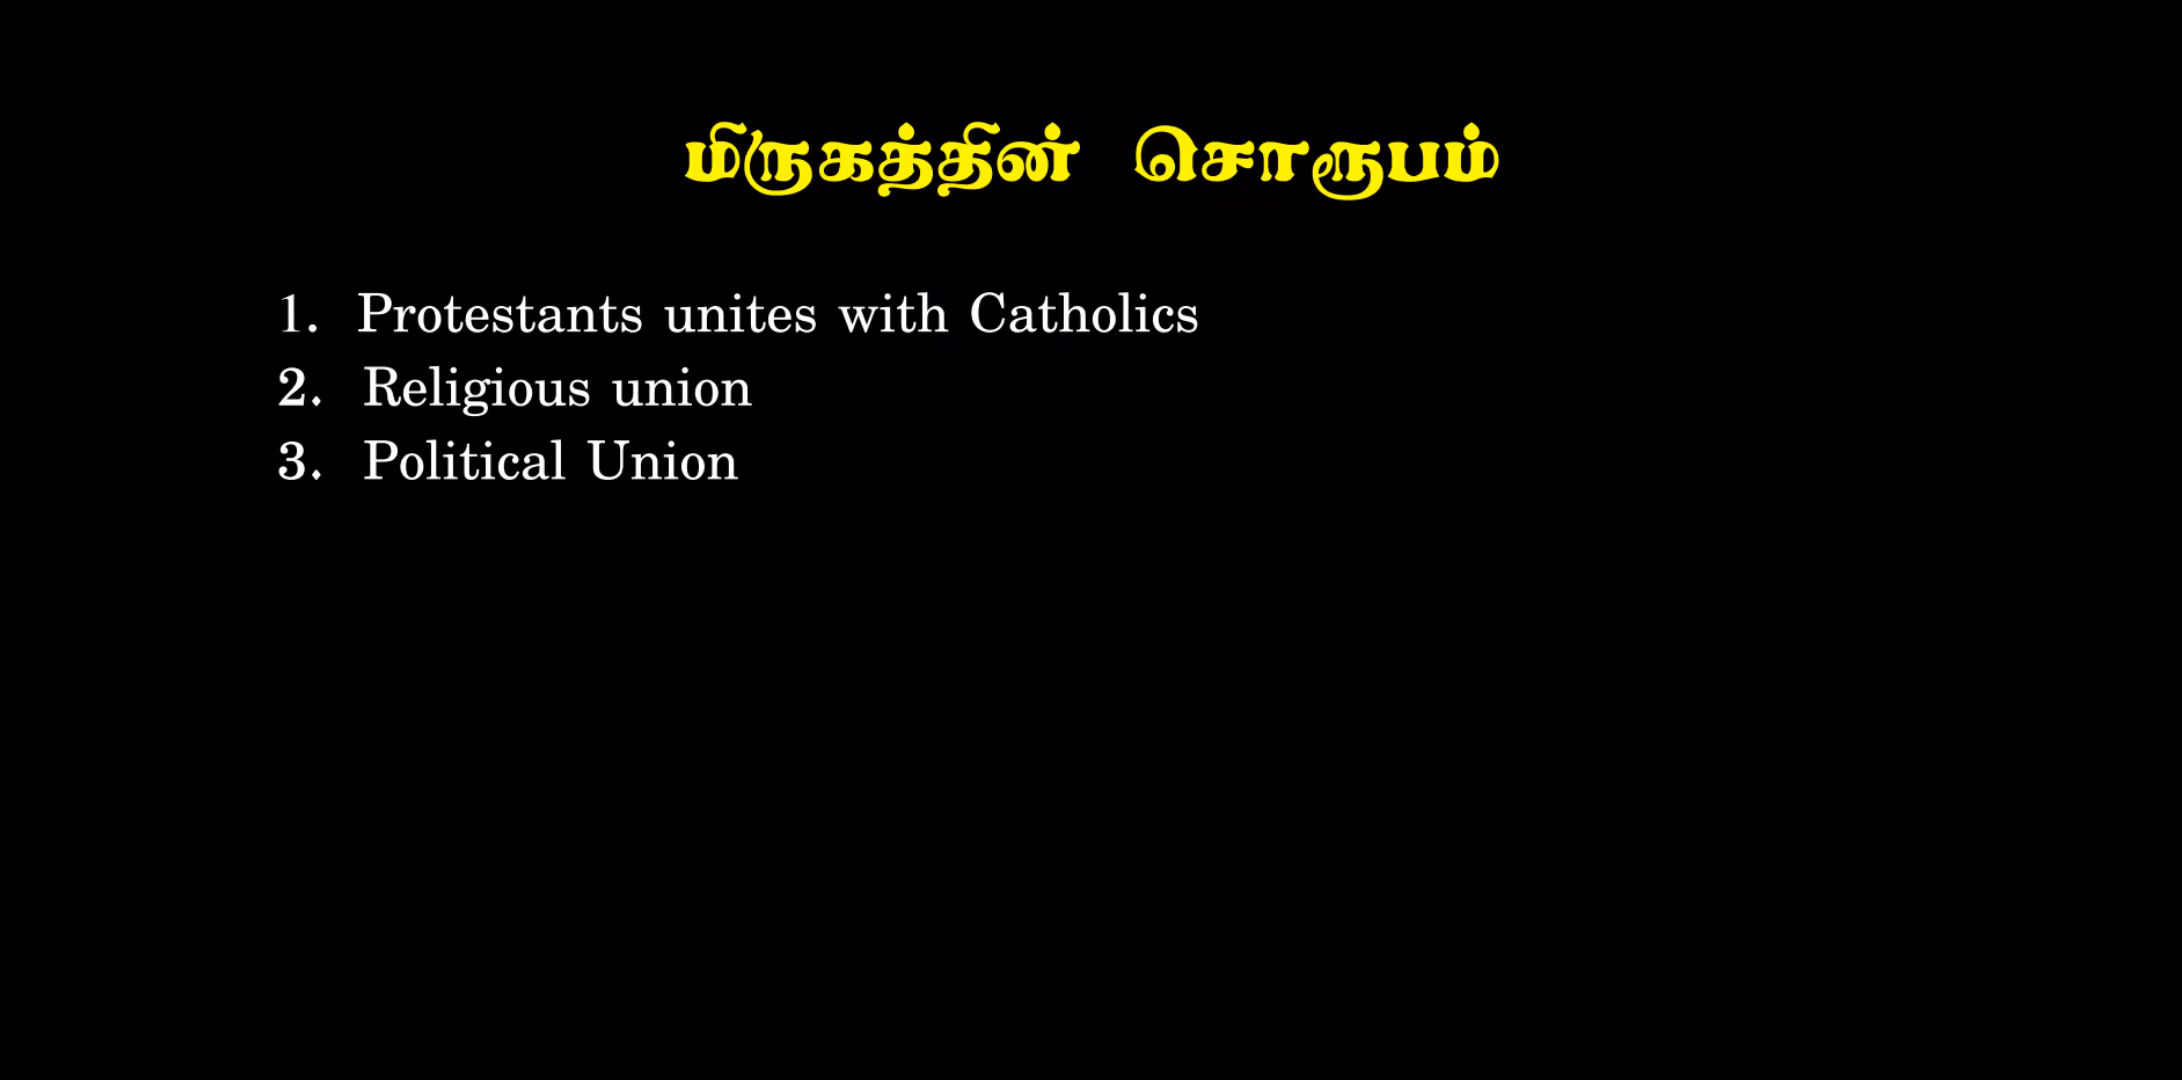 மிருகத்தின் சொரூபம்
1. Protestants unites with Catholics
2. Religious union
3. Political Union